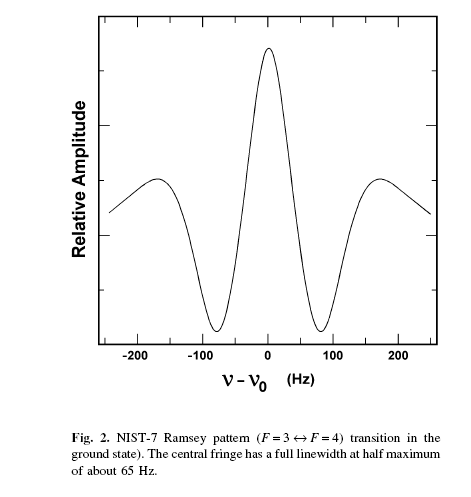 Relative Amplitude
-200 -100 0 100 200
ν – ν0 (Hz)
Fig. 2. NIST-7 Ramsey pattern (F = 3 ↔ F = 4) transition in the
ground state). The central fringe has a full linewidth at half maximum
of about 65 Hz.